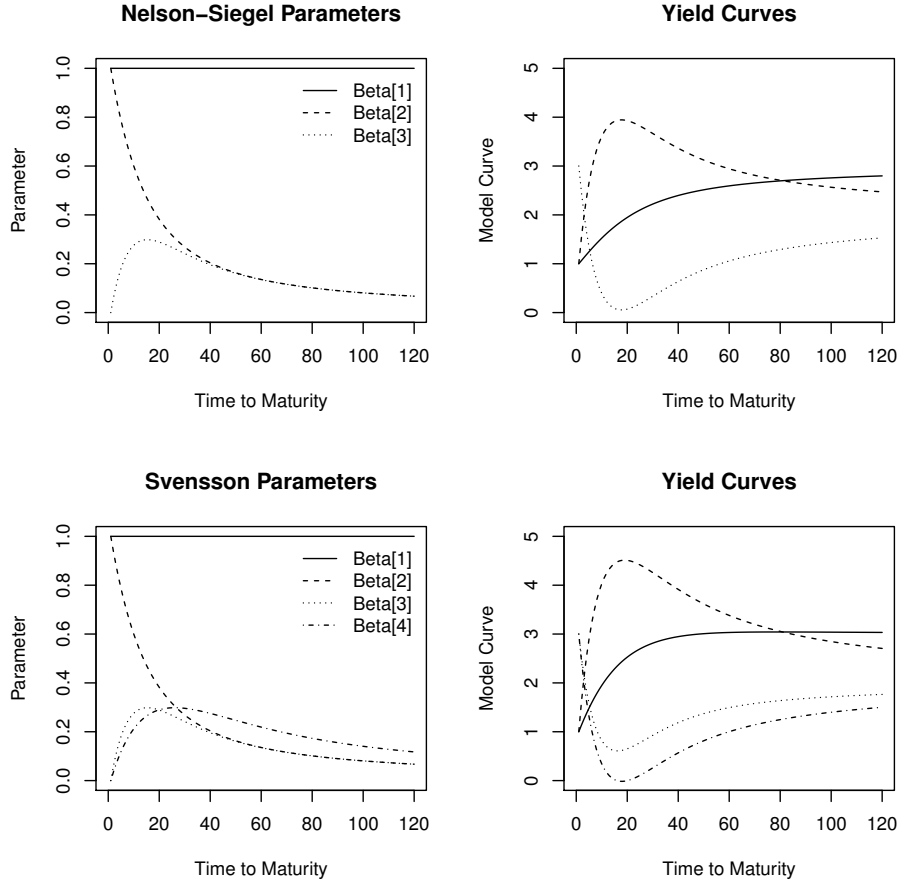 Nelson−Siegel Parameters
Parameter
1.0
0.8
0.6
0.4
0.2
0.0
Beta[1]
Beta[2]
Beta[3]
0 20 40 60 80 100 120
Time to Maturity
Yield Curves
Model Curve
5
4
3
2
1
0
0 20 40 60 80 100 120
Time to Maturity
Svensson Parameters
Parameter
1.0
0.8
0.6
0.4
0.2
0.0
Beta[1]
Beta[2]
Beta[3]
Beta[4]
0 20 40 60 80 100 120
Time to Maturity
Yield Curves
Model Curve
5
4
3
2
1
0
0 20 40 60 80 100 120
Time to Maturity